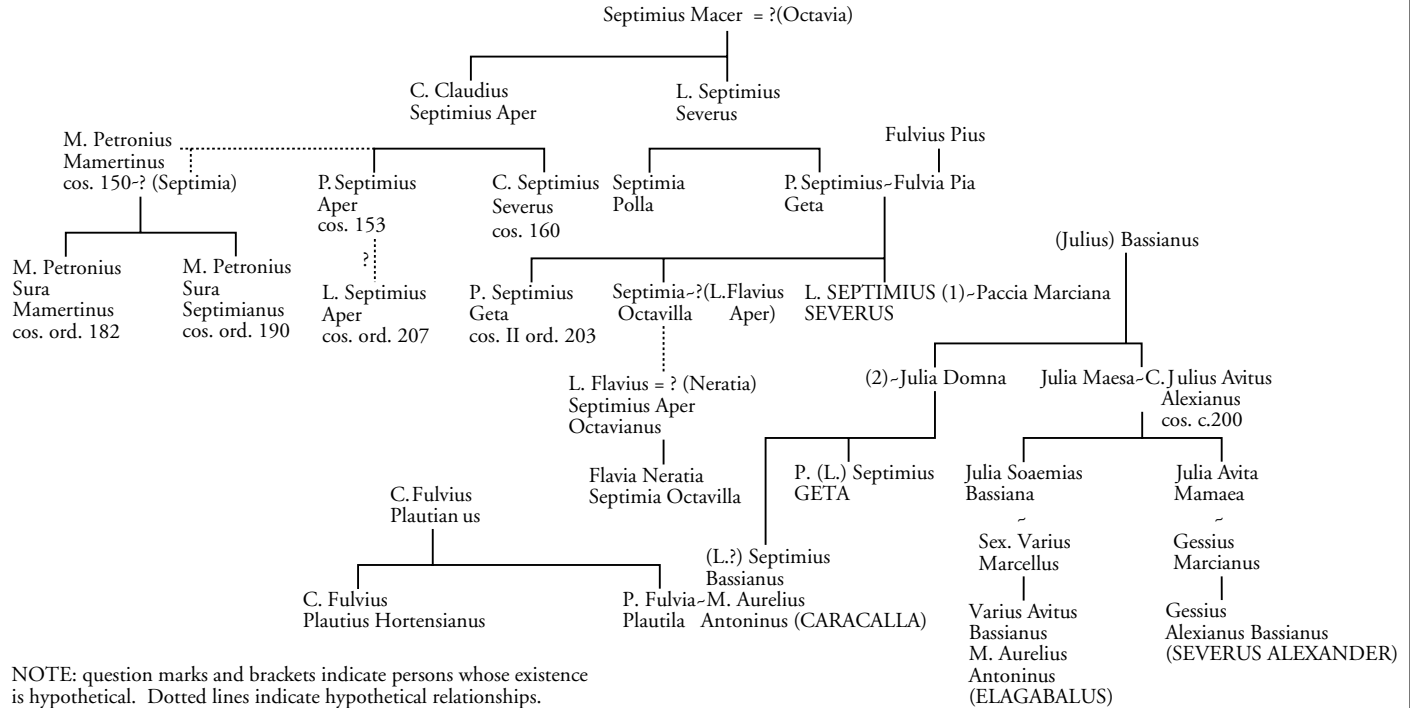 Septimius Macer = ?(Octavia)
C. Claudius
Septimius Aper
L. Septimius
Severus
M. Petronius
Mamertinus
cos. 150~? (Septimia)
P. Septimius
Aper
cos. 153
C. Septimius
Severus
cos. 160
Septimia
Polla
Fulvius Pius
P. Septimius~Fulvia Pia
Geta
(Julius) Bassianus
M. Petronius
Sura
Mamertinus
cos. ord. 182
M. Petronius
Sura
Septimianus
cos. ord. 190
?
L. Septimius
Aper
cos. ord. 207
P. Septimius
Geta
cos. II ord. 203
Septimia~?(L.Flavius
Octavilla Aper)
L. SEPTIMIUS (1)~Paccia Marciana
SEVERUS
(2)~Julia Domna
Julia Maesa~C. Julius Avitus
Alexianus
cos. c.200
L. Flavius = ? (Neratia)
Septimius Aper
Octavianus
Flavia Neratia
Septimia Octavilla
P. (L.) Septimius
GETA
Julia Soaemias
Bassiana
~
Sex. Varius
Marcellus
Julia Avita
Mamaea
~
Gessius
Marcianus
C. Fulvius
Plautian us
C. Fulvius
Plautius Hortensianus
(L.?) Septimius
Bassianus
P. Fulvia~M. Aurelius
Plautila Antoninus (CARACALLA)
Varius Avitus
Bassianus
M. Aurelius
Antoninus
(ELAGABALUS)
Gessius
Alexianus Bassianus
(SEVERUS ALEXANDER)
NOTE: question marks and brackets indicate persons whose existence
is hypothetical. Dotted lines indicate hypothetical relationships.